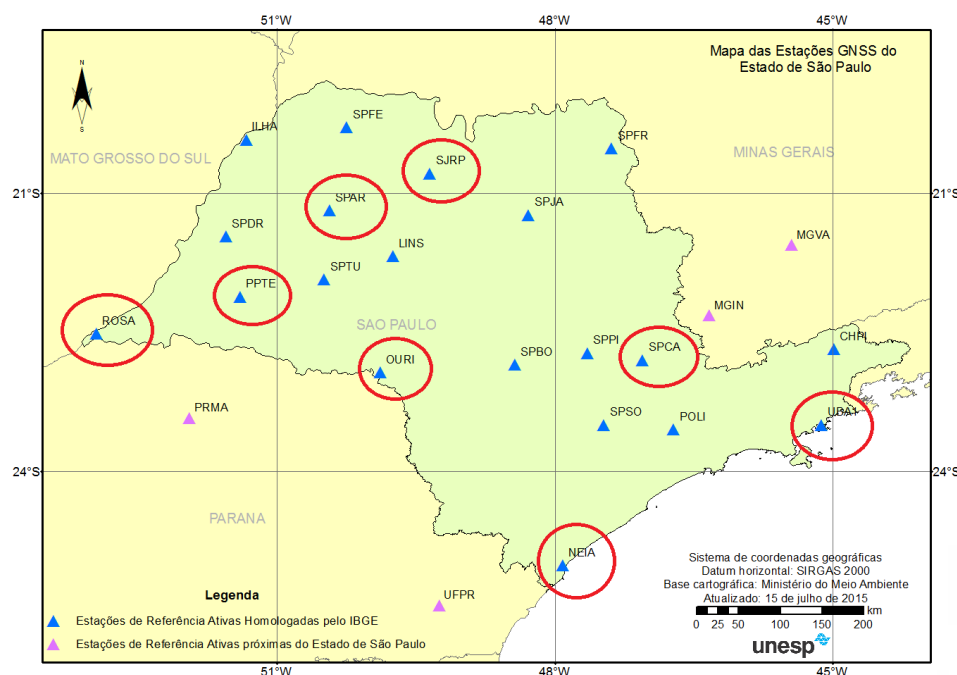 51°W 48°W 45°W
Mapa das Estações GNSS do
Estado de São Paulo
N
S
ILHA
SPFE
SPFR
MATO GROSSO DO SUL
SJRP
MINAS GERAIS
21°S
21°S
SPAR
SPJA
SPDR
LINS
MGVA
SPTU
PPTE
MGIN
ROSA
SAO PAULO
CHPI
OURI
SPBO
SPPI
SPCA
PRMA
SPSO
POLI
UBA1
24°S
24°S
PARANA
NEIA
Sistema de coordenadas geográficas
Datum horizontal: SIRGAS 2000
Base cartográfica: Ministério do Meio Ambiente
Atualizado: 15 de julho de 2015
km
0 25 50 100 150 200
UFPR
Legenda
Estações de Referência Ativas Homologadas pelo IBGE
Estações de Referência Ativas próximas do Estado de São Paulo
unesp
51°W 48°W 45°W